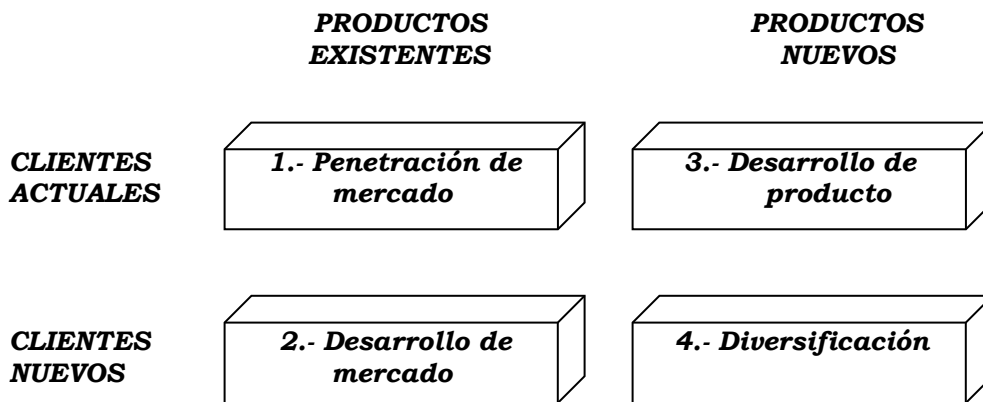 PRODUCTOS
EXISTENTES
PRODUCTOS
NUEVOS
CLIENTES
ACTUALES
1.- Penetración de
mercado
3.- Desarrollo de
producto
CLIENTES
NUEVOS
2.- Desarrollo de
mercado
4.- Diversificación